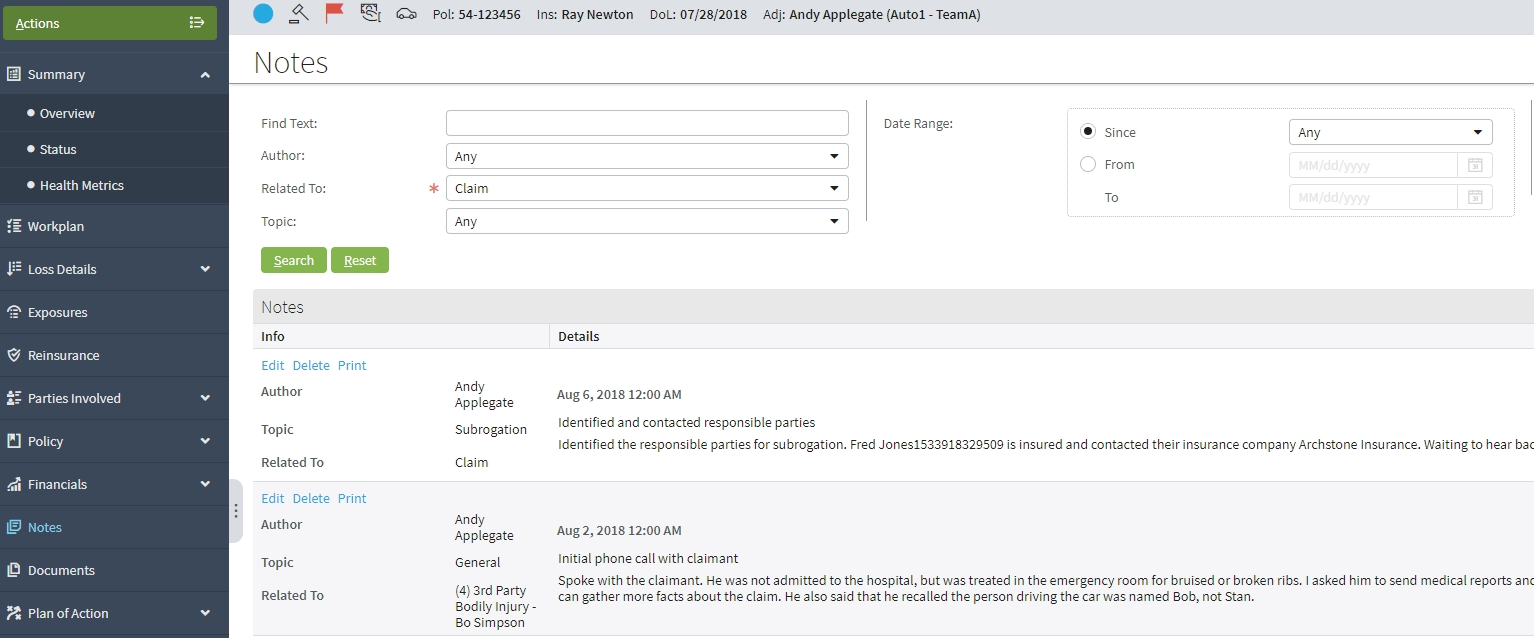 Actions
Pol: 54-123456 Ins: Ray Newton DoL: 07/28/2018 Adj: Andy Applegate (Auto1 - TeamA)
Summary
Overview
Status
Health Metrics
Workplan
Loss Details
Exposures
Reinsurance
Parties Involved
Policy
Financials
Notes
Documents
Plan of Action
Notes
Find Text:
Author: Any
Related To: * Claim
Topic: Any
Search Reset
Date Range:
Since Any
From MM/dd/yyyy
To MM/dd/yyyy
Notes
Info Details
Edit Delete Print
Author Andy
Applegate
Topic Subrogation
Related To Claim
Aug 6, 2018 12:00 AM
Identified and contacted responsible parties
Identified the responsible parties for subrogation. Fred Jones1533918329509 is insured and contacted their insurance company Archstone Insurance. Waiting to hear bac
Edit Delete Print
Author Andy
Applegate
Topic General
Related To (4) 3rd Party
Bodily Injury -
Bo Simpson
Aug 2, 2018 12:00 AM
Initial phone call with claimant
Spoke with the claimant. He was not admitted to the hospital, but was treated in the emergency room for bruised or broken ribs. I asked him to send medical reports and
can gather more facts about the claim. He also said that he recalled the person driving the car was named Bob, not Stan.